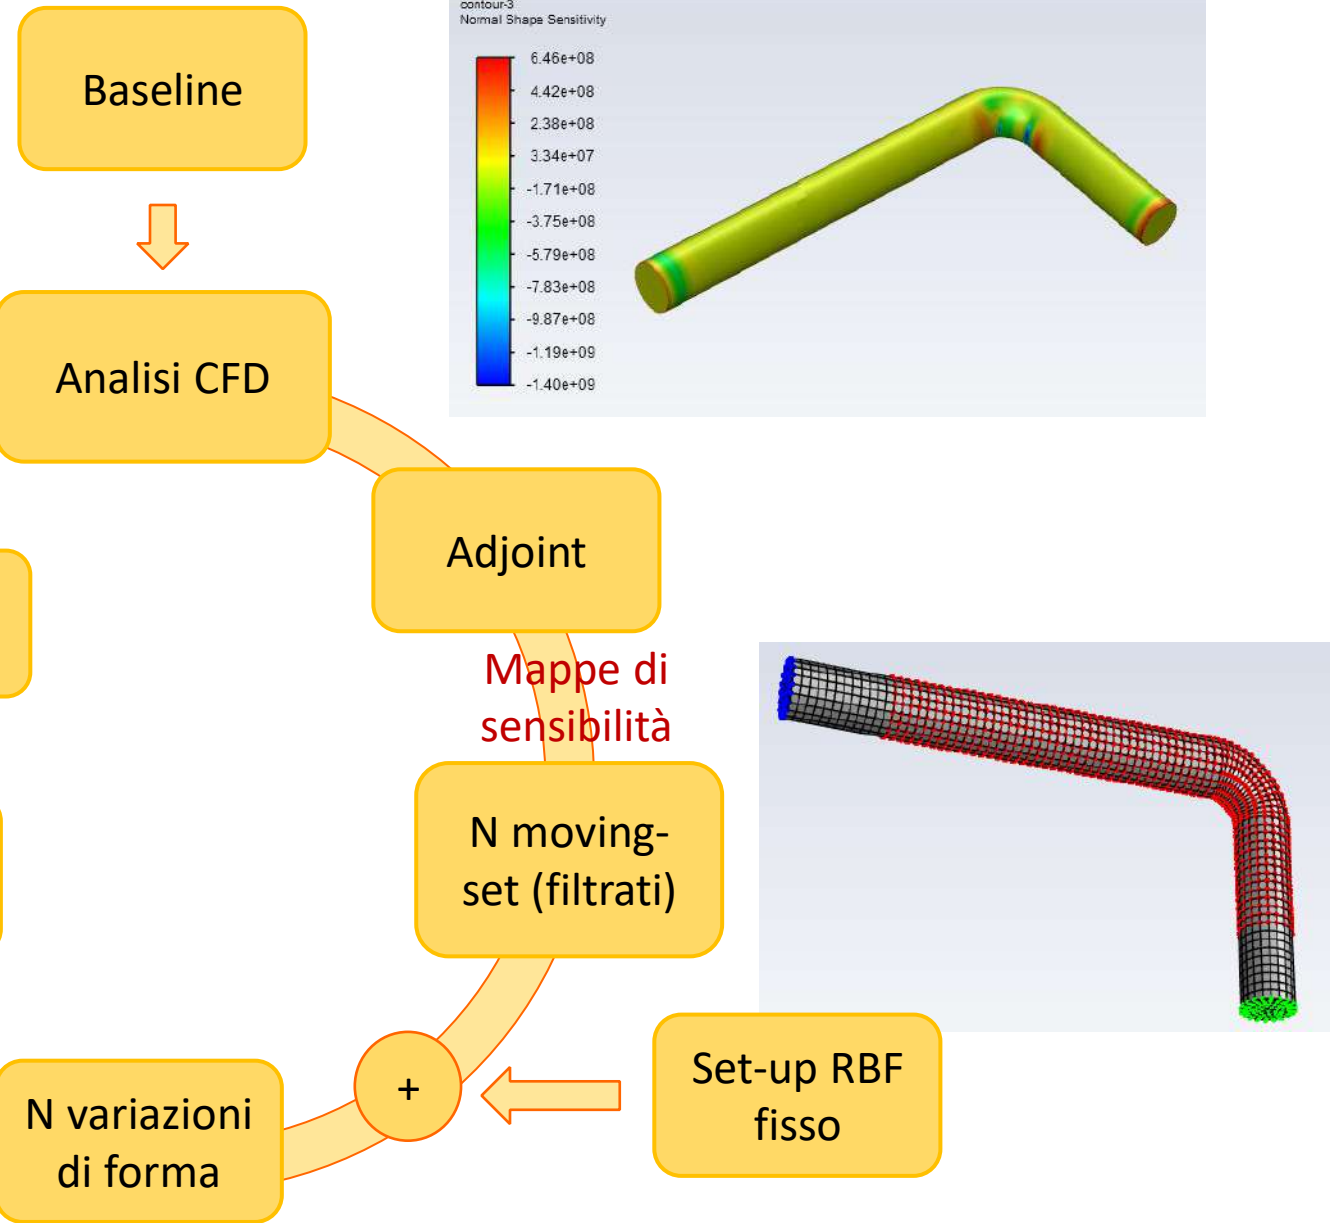 contour-3
Normal Shape Sensitivity
6.46e+08
4.42e+08
2.38e+08
3.34e+07
-1.71e+08
-3.75e+08
-5.79e+08
-7.83e+08
-9.87e+08
-1.19e+09
-1.40e+09
Baseline
Analisi CFD
Adjoint
Mappe di
sensibilità
N moving-
set (filtrati)
+
Set-up RBF
fisso
N variazioni
di forma